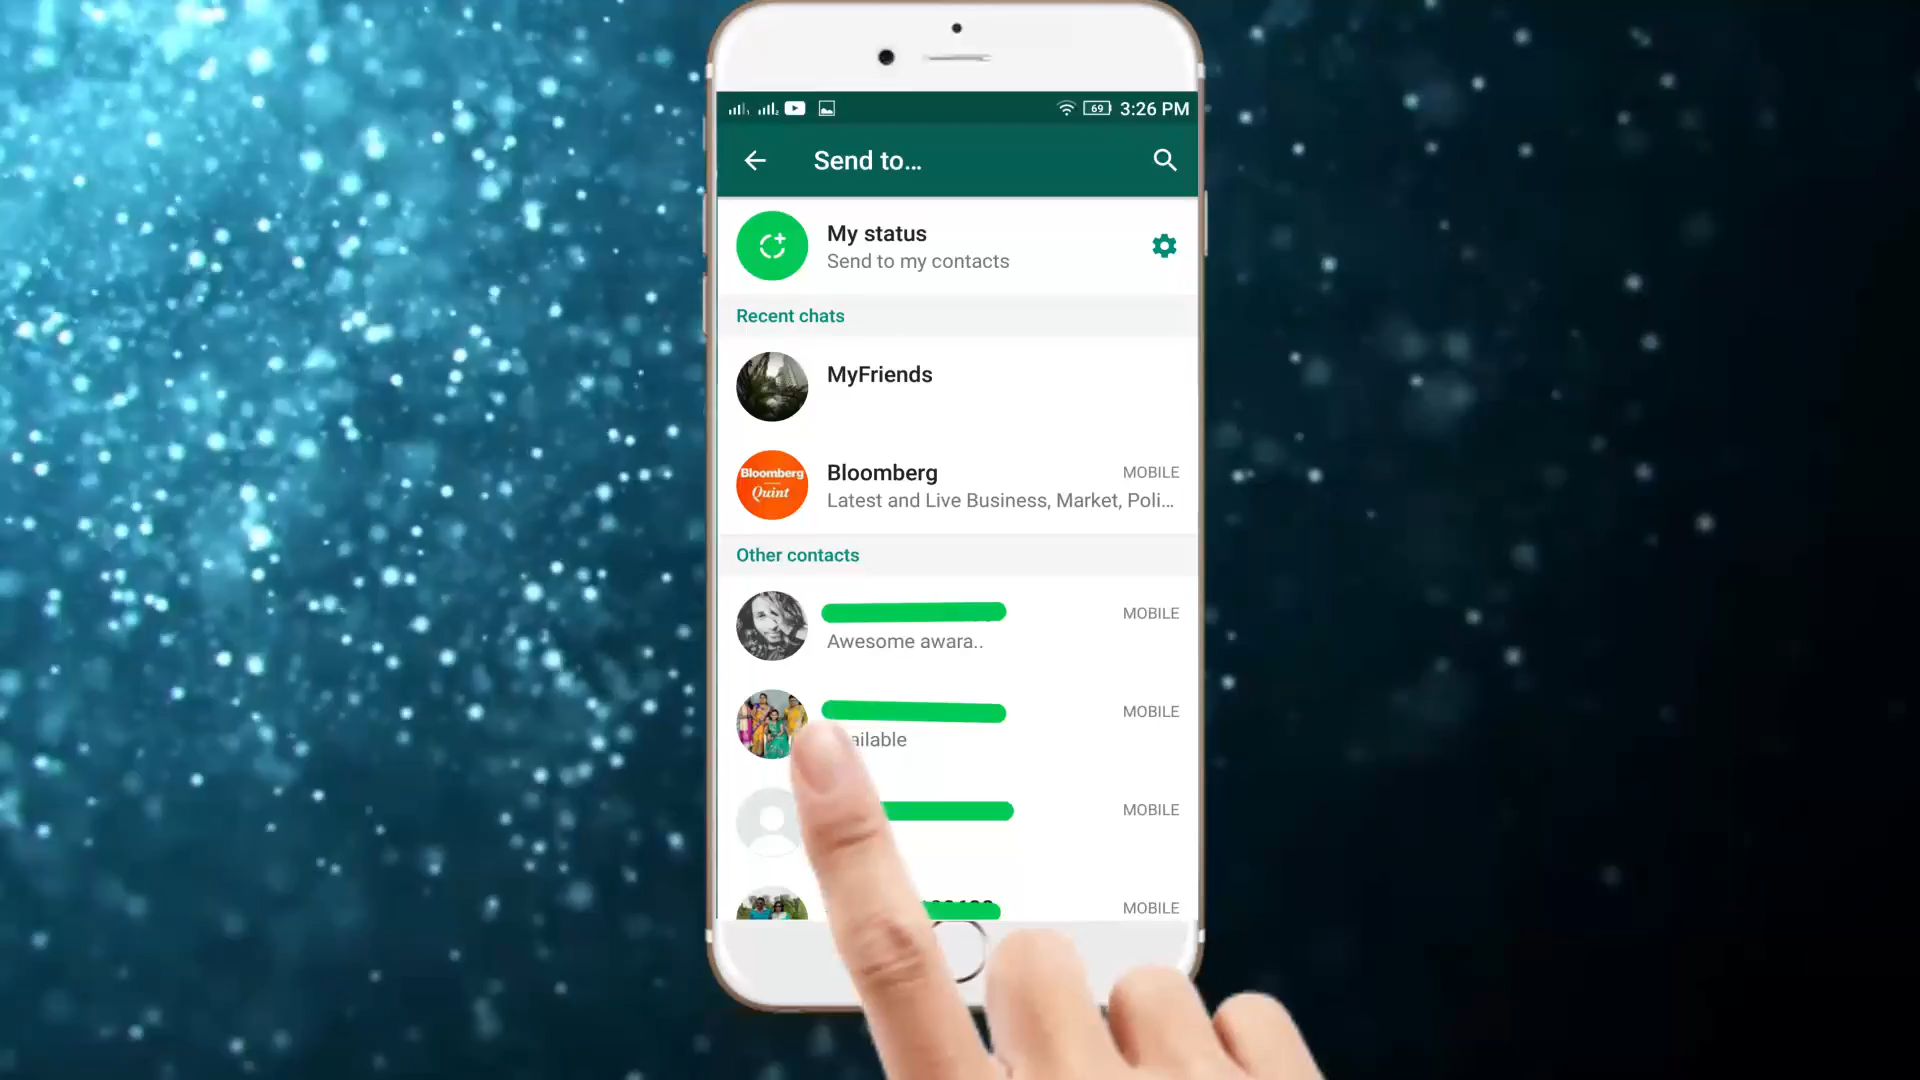 69 3:26 PM
Send to...
My status
Send to my contacts
Recent chats
MyFriends
Bloomberg
Quint
Bloomberg MOBILE
Latest and Live Business, Market, Poli...
Other contacts
MOBILE
Awesome awara..
MOBILE
ailable
MOBILE
MOBILE